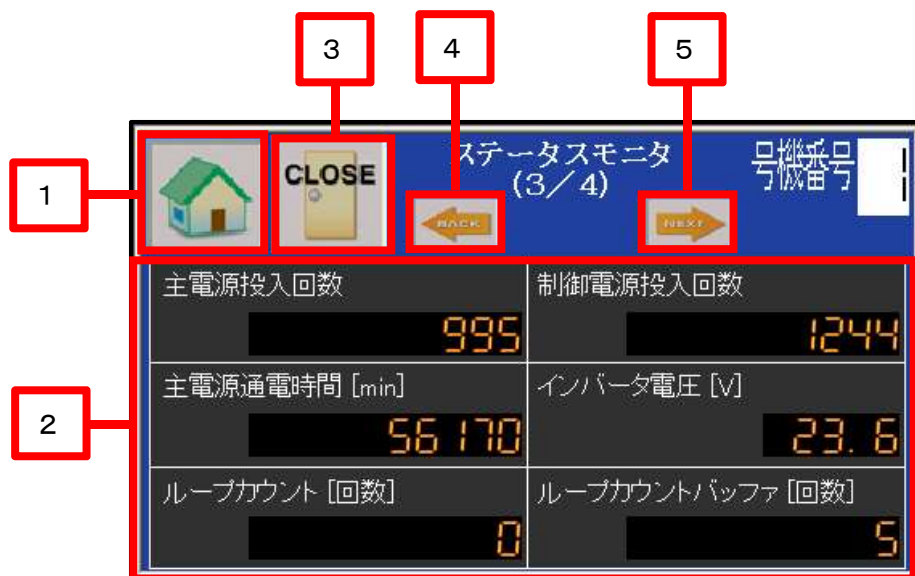 3
4
5
1
CLOSE
ステータスモニタ
(3/4)
号機番号
1
BACK
NEXT
2
主電源投入回数
995
制御電源投入回数
1244
主電源通電時間 [min]
56170
インバータ電圧 [V]
23.6
ループカウント [回数]
0
ループカウントバッファ [回数]
5